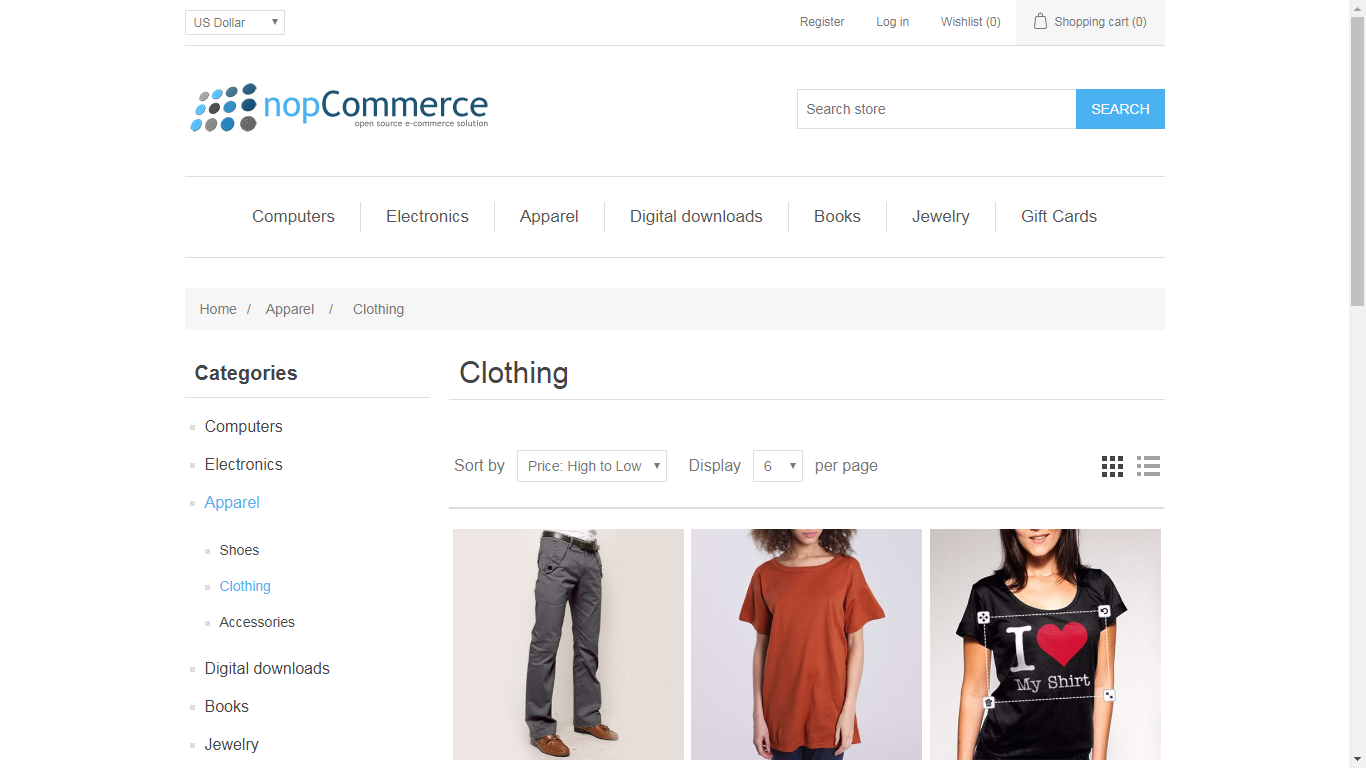 US Dollar
Register
Log in
Wishlist (0)
Shopping cart (0)
nopCommerce
open source e-commerce solution
Search store
SEARCH
Computers
Electronics
Apparel
Digital downloads
Books
Jewelry
Gift Cards
Home / Apparel / Clothing
Categories
Computers
Electronics
Apparel
Shoes
Clothing
Accessories
Digital downloads
Books
Jewelry
Clothing
Sort by Price: High to Low Display 6 per page
I
My Shirt